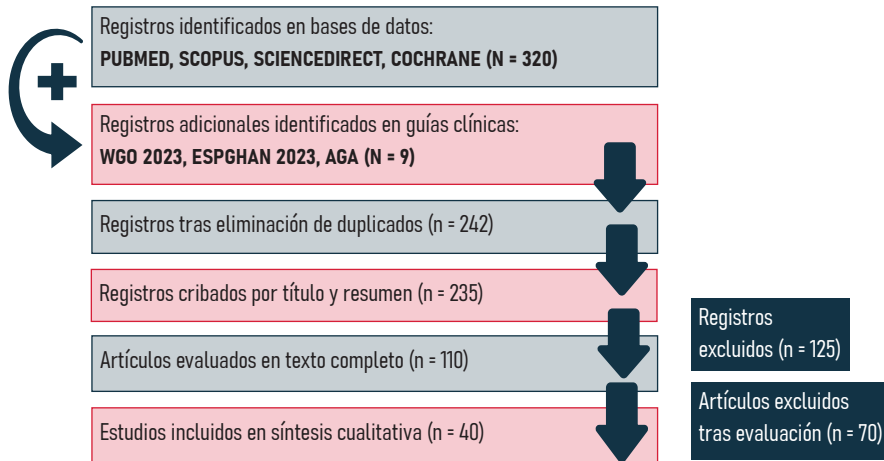 Registros identificados en bases de datos:
PUBMED, SCOPUS, SCIENCEDIRECT, COCHRANE (N = 320)
Registros adicionales identificados en guías clínicas:
WGO 2023, ESPGHAN 2023, AGA (N = 9)
Registros tras eliminación de duplicados (n = 242)
Registros cribados por título y resumen (n = 235)
Registros
excluidos (n = 125)
Artículos evaluados en texto completo (n = 110)
Artículos excluidos
tras evaluación (n = 70)
Estudios incluidos en síntesis cualitativa (n = 40)